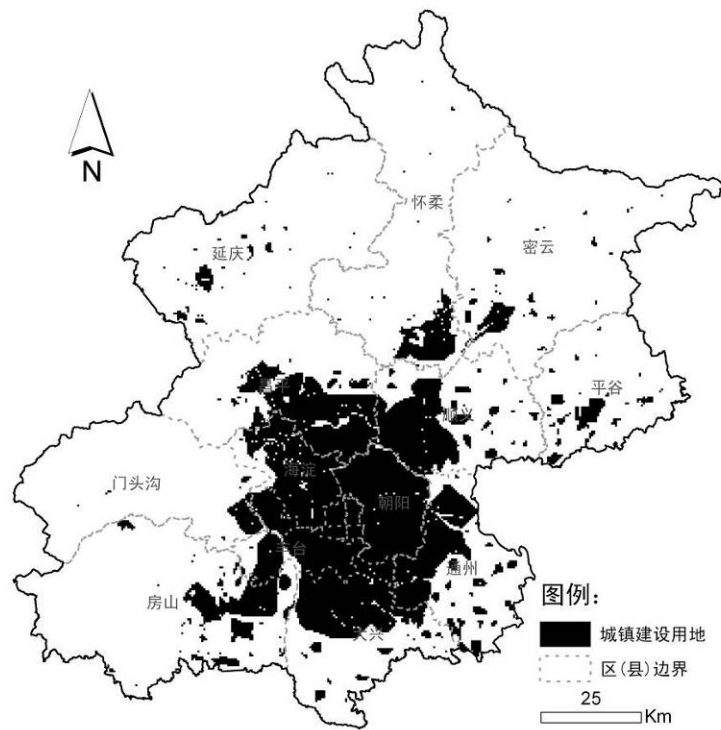 N
怀柔
密云
延庆
昌平
顺义
平谷
门头沟
海淀
朝阳
丰台
通州
房山
大兴
图例：
城镇建设用地
区(县)边界
25
Km